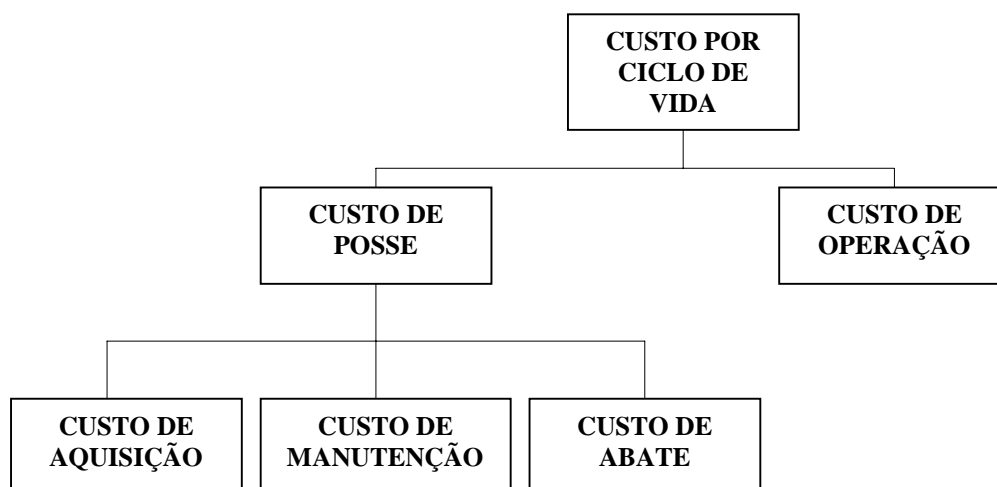 CUSTO POR
CICLO DE
VIDA
CUSTO DE
POSSE
CUSTO DE
OPERAÇÃO
CUSTO DE
AQUISIÇÃO
CUSTO DE
MANUTENÇÃO
CUSTO DE
ABATE